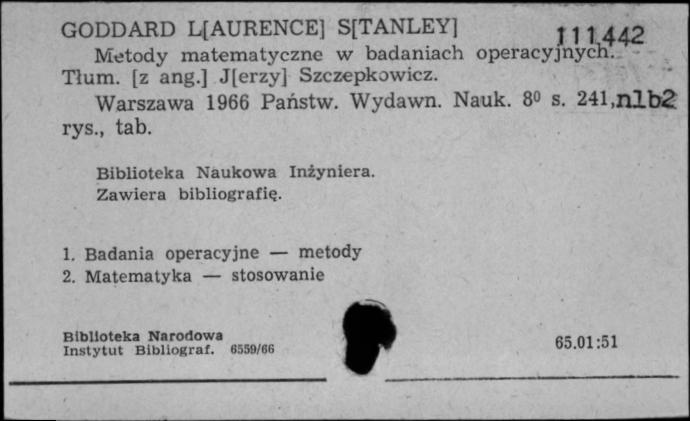 GODDARD L[AURENCE] S[TANLEY]
111.442
Metody matematyczne w badaniach operacyjnych.
Tłum. [z ang.] J[erzy] Szczepkowicz.
Warszawa 1966 Państw. Wydawn. Nauk. 8⁰ s. 241,nlb2
rys., tab.
Biblioteka Naukowa Inżyniera.
Zawiera bibliografię.
1. Badania operacyjne — metody
2. Matematyka — stosowanie
Biblioteka Narodowa
Instytut Bibliograf. 6559/66
65.01:51